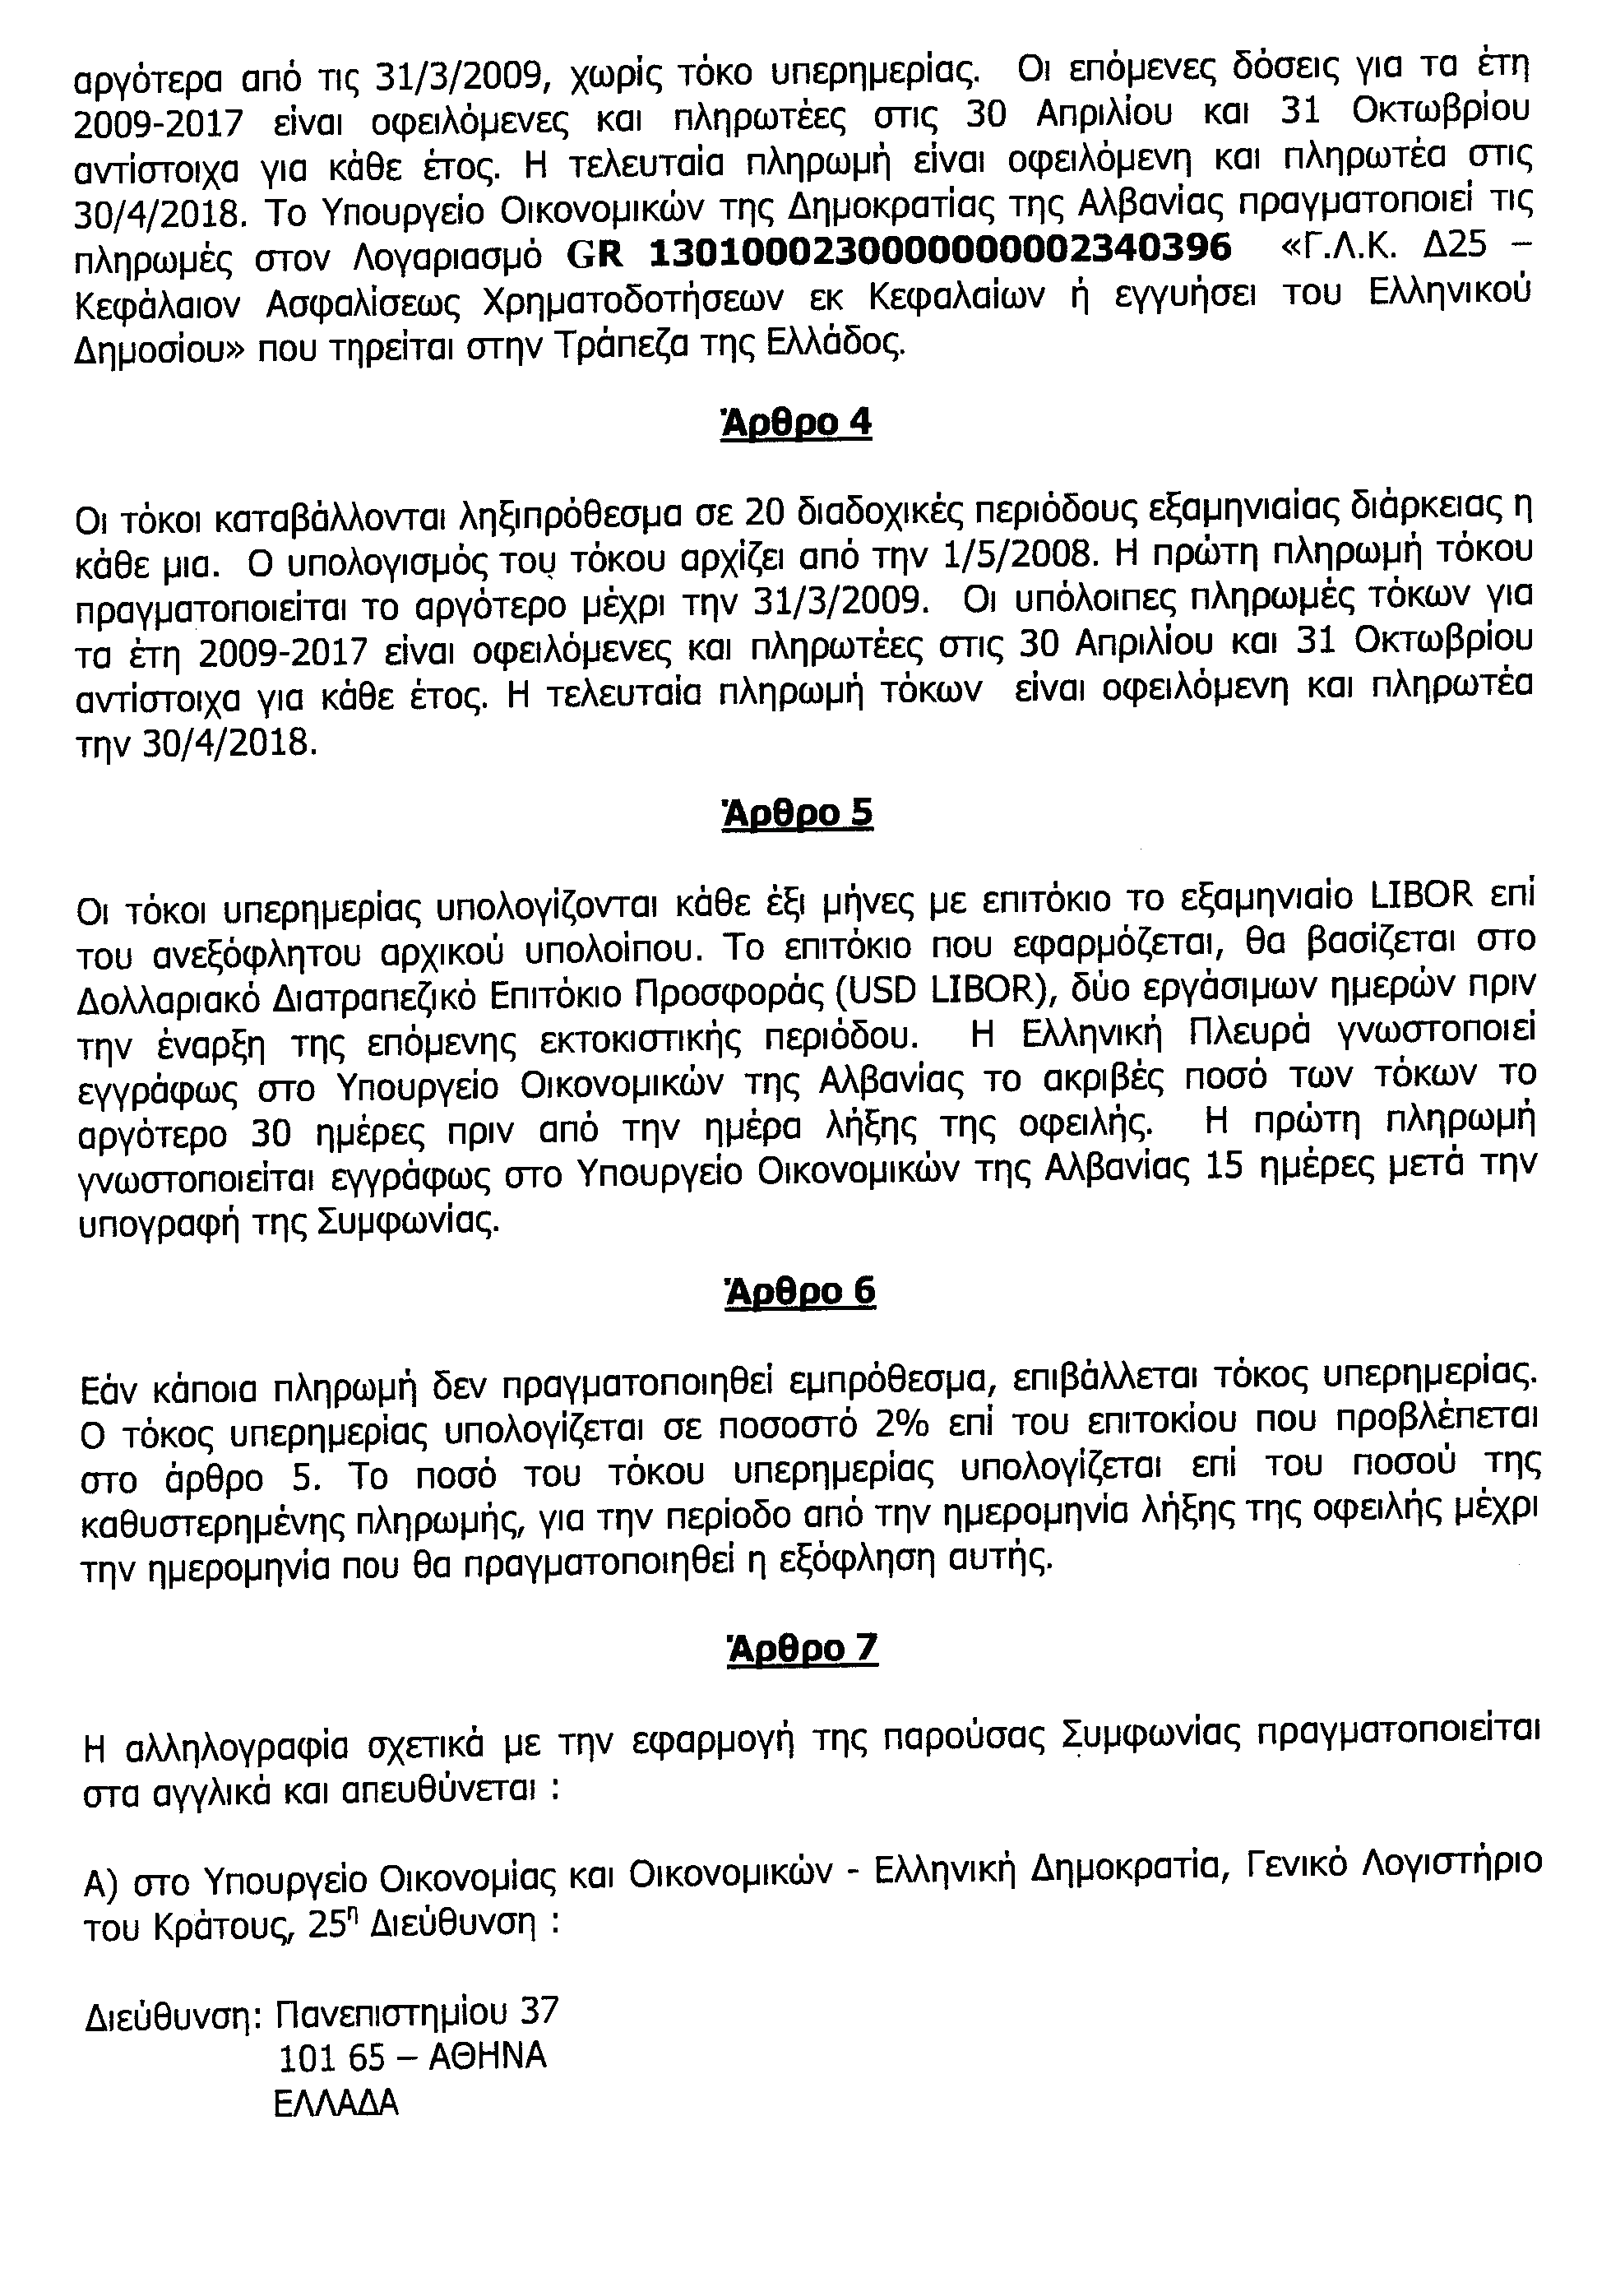 αργότερα από τις 31/3/2009, χωρίς τόκο υπερημερίας. Οι επόμενες δόσεις για τα έτη
2009-2017 είναι οφειλόμενες και πληρωτέες στις 30 Απριλίου και 31 Οκτωβρίου
αντίστοιχα για κάθε έτος. Η τελευταία πληρωμή είναι οφειλόμενη και πληρωτέα στις
30/4/2018. Το Υπουργείο Οικονομικών της Δημοκρατίας της Αλβανίας πραγματοποιεί τις
πληρωμές στον Λογαριασμό GR 1301000230000000002340396 «Γ.Λ.Κ. Δ25 –
Κεφάλαιον Ασφαλίσεως Χρηματοδοτήσεων εκ Κεφαλαίων ή εγγυήσει του Ελληνικού
Δημοσίου» που τηρείται στην Τράπεζα της Ελλάδος.
Άρθρο 4
Οι τόκοι καταβάλλονται ληξιπρόθεσμα σε 20 διαδοχικές περιόδους εξαμηνιαίας διάρκειας η
κάθε μια. Ο υπολογισμός του τόκου αρχίζει από την 1/5/2008. Η πρώτη πληρωμή τόκου
πραγματοποιείται το αργότερο μέχρι την 31/3/2009. Οι υπόλοιπες πληρωμές τόκων για
τα έτη 2009-2017 είναι οφειλόμενες και πληρωτέες στις 30 Απριλίου και 31 Οκτωβρίου
αντίστοιχα για κάθε έτος. Η τελευταία πληρωμή τόκων είναι οφειλόμενη και πληρωτέα
την 30/4/2018.
Άρθρο 5
Οι τόκοι υπερημερίας υπολογίζονται κάθε έξι μήνες με επιτόκιο το εξαμηνιαίο LIBOR επί
του ανεξόφλητου αρχικού υπολοίπου. Το επιτόκιο που εφαρμόζεται, θα βασίζεται στο
Δολλαριακό Διατραπεζικό Επιτόκιο Προσφοράς (USD LIBOR), δύο εργάσιμων ημερών πριν
την έναρξη της επόμενης εκτοκιστικής περιόδου. Η Ελληνική Πλευρά γνωστοποιεί
εγγράφως στο Υπουργείο Οικονομικών της Αλβανίας το ακριβές ποσό των τόκων το
αργότερο 30 ημέρες πριν από την ημέρα λήξης της οφειλής. Η πρώτη πληρωμή
γνωστοποιείται εγγράφως στο Υπουργείο Οικονομικών της Αλβανίας 15 ημέρες μετά την
υπογραφή της Συμφωνίας.
Άρθρο 6
Εάν κάποια πληρωμή δεν πραγματοποιηθεί εμπρόθεσμα, επιβάλλεται τόκος υπερημερίας.
Ο τόκος υπερημερίας υπολογίζεται σε ποσοστό 2% επί του επιτοκίου που προβλέπεται
στο άρθρο 5. Το ποσό του τόκου υπερημερίας υπολογίζεται επί του ποσού της
καθυστερημένης πληρωμής, για την περίοδο από την ημερομηνία λήξης της οφειλής μέχρι
την ημερομηνία που θα πραγματοποιηθεί η εξόφληση αυτής.
Άρθρο 7
Η αλληλογραφία σχετικά με την εφαρμογή της παρούσας Συμφωνίας πραγματοποιείται
στα αγγλικά και απευθύνεται :
Α) στο Υπουργείο Οικονομίας και Οικονομικών - Ελληνική Δημοκρατία, Γενικό Λογιστήριο
του Κράτους, 25η Διεύθυνση :
Διεύθυνση: Πανεπιστημίου 37
101 65 – ΑΘΗΝΑ
ΕΛΛΑΔΑ